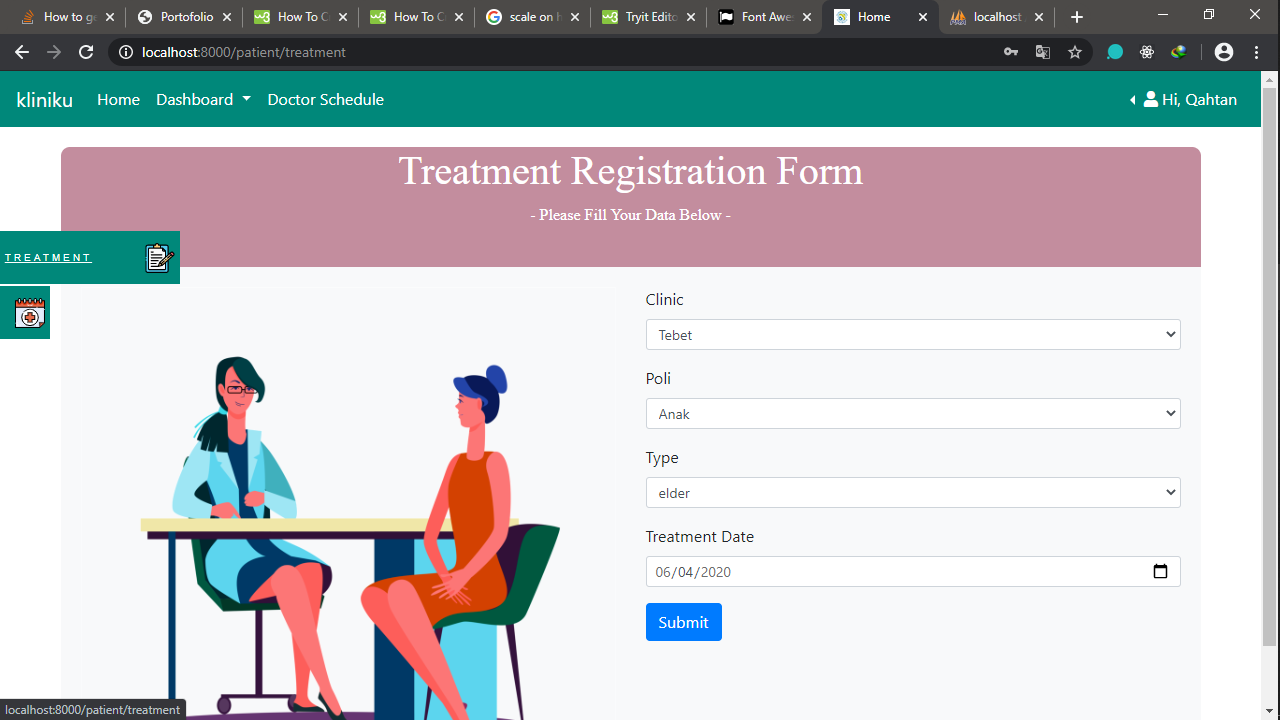 How to ge
Portofolio
How To C
How To C
scale on h
Tryit Edito
Font Awes
Home
localhost
localhost:8000/patient/treatment
kliniku
Home
Dashboard
Doctor Schedule
Hi, Qahtan
Treatment Registration Form
- Please Fill Your Data Below -
TREATMENT
Clinic
Tebet
Poli
Anak
Type
elder
Treatment Date
06/04/2020
Submit
localhost:8000/patient/treatment